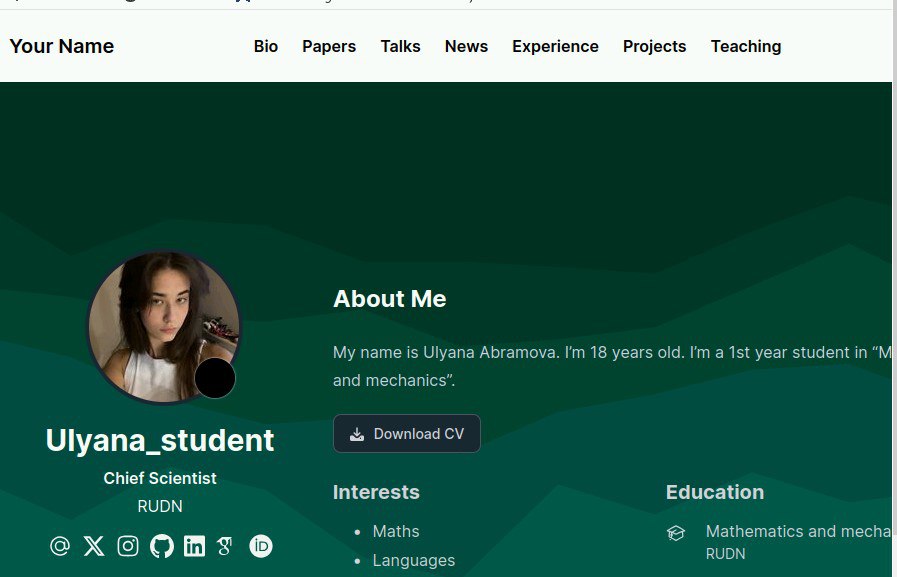 Your Name
Bio Papers Talks News Experience Projects Teaching
About Me
My name is Ulyana Abramova. I’m 18 years old. I’m a 1st year student in “M
and mechanics”.
Download CV
Ulyana_student
Chief Scientist
RUDN
Interests
Maths
Languages
Education
Mathematics and mecha
RUDN